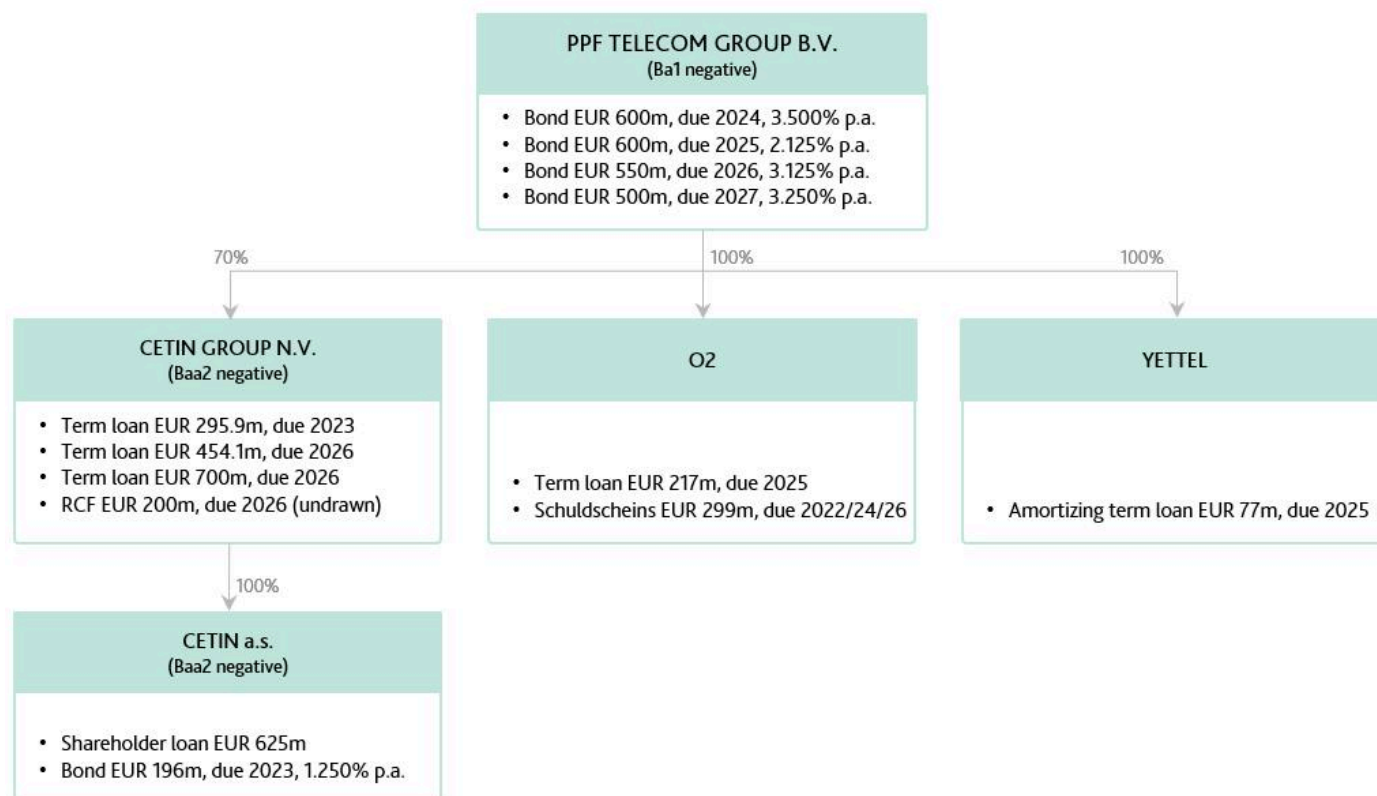 PPF TELECOM GROUP B.V.
(Ba1 negative)
• Bond EUR 600m, due 2024, 3.500% p.a.
• Bond EUR 600m, due 2025, 2.125% p.a.
• Bond EUR 550m, due 2026, 3.125% p.a.
• Bond EUR 500m, due 2027, 3.250% p.a.
70%
100%
100%
CETIN GROUP N.V.
(Baa2 negative)
• Term loan EUR 295.9m, due 2023
• Term loan EUR 454.1m, due 2026
• Term loan EUR 700m, due 2026
• RCF EUR 200m, due 2026 (undrawn)
O2
• Term loan EUR 217m, due 2025
• Schuldscheins EUR 299m, due 2022/24/26
YETTEL
• Amortizing term loan EUR 77m, due 2025
100%
CETIN a.s.
(Baa2 negative)
• Shareholder loan EUR 625m
• Bond EUR 196m, due 2023, 1.250% p.a.